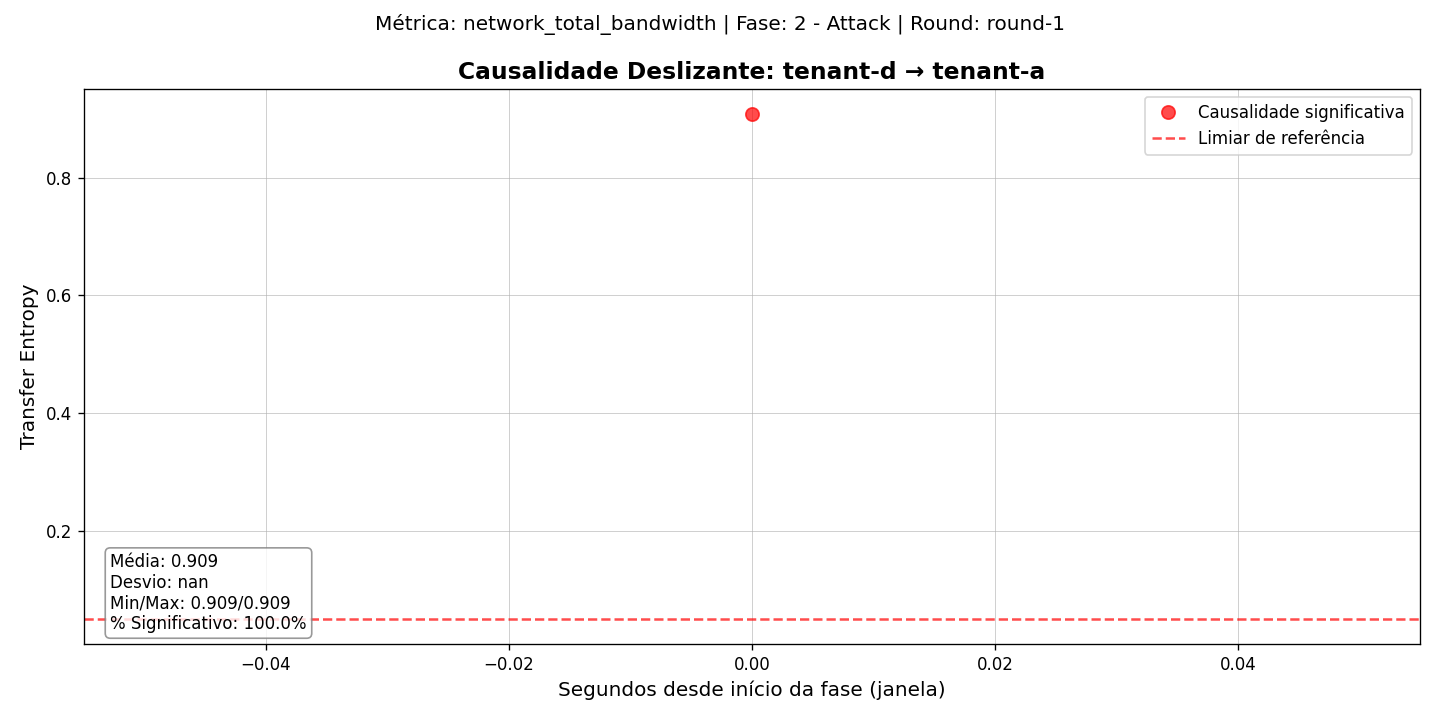 Métrica: network_total_bandwidth | Fase: 2 - Attack | Round: round-1
Causalidade Deslizante: tenant-d → tenant-a
Causalidade significativa
Limiar de referência
Transfer Entropy
0.8
0.6
0.4
0.2
Média: 0.909
Desvio: nan
Min/Max: 0.909/0.909
% Significativo: 100.0%
−0.04
−0.02
0.00
0.02
0.04
Segundos desde início da fase (janela)